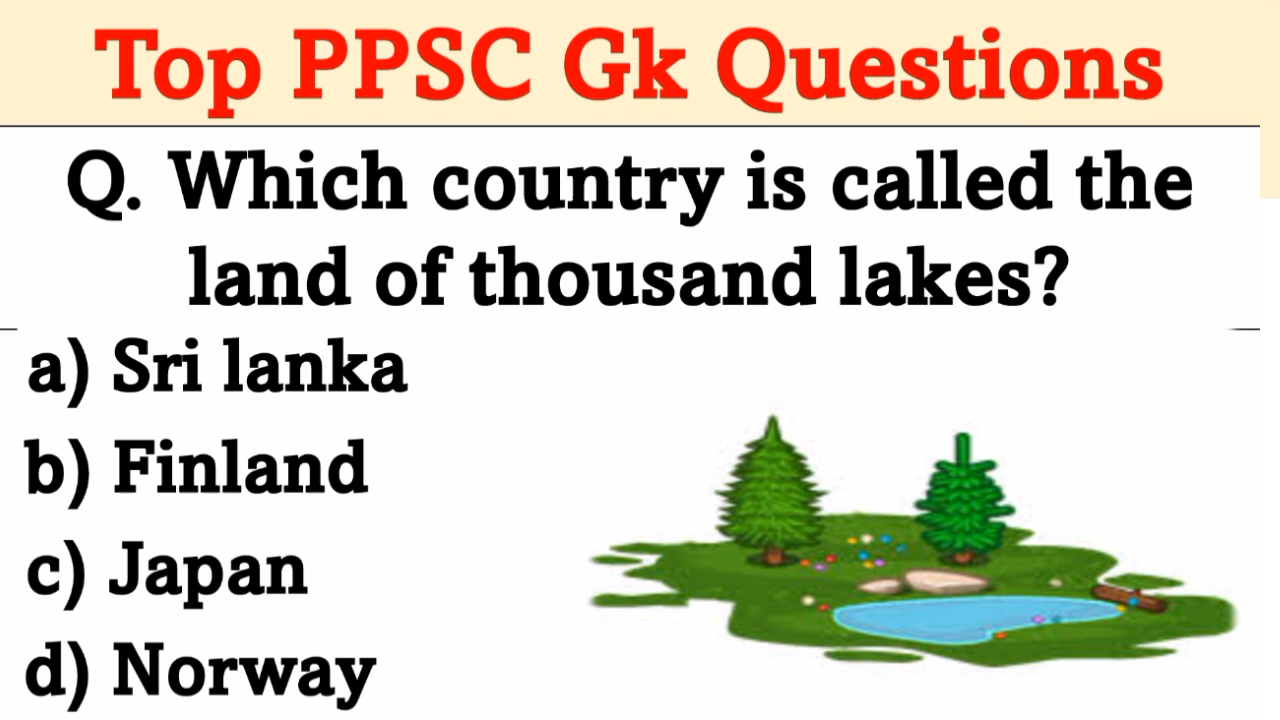 Top PPSC Gk Questions
Q. Which country is called the
land of thousand lakes?
a) Sri lanka
b) Finland
c) Japan
d) Norway